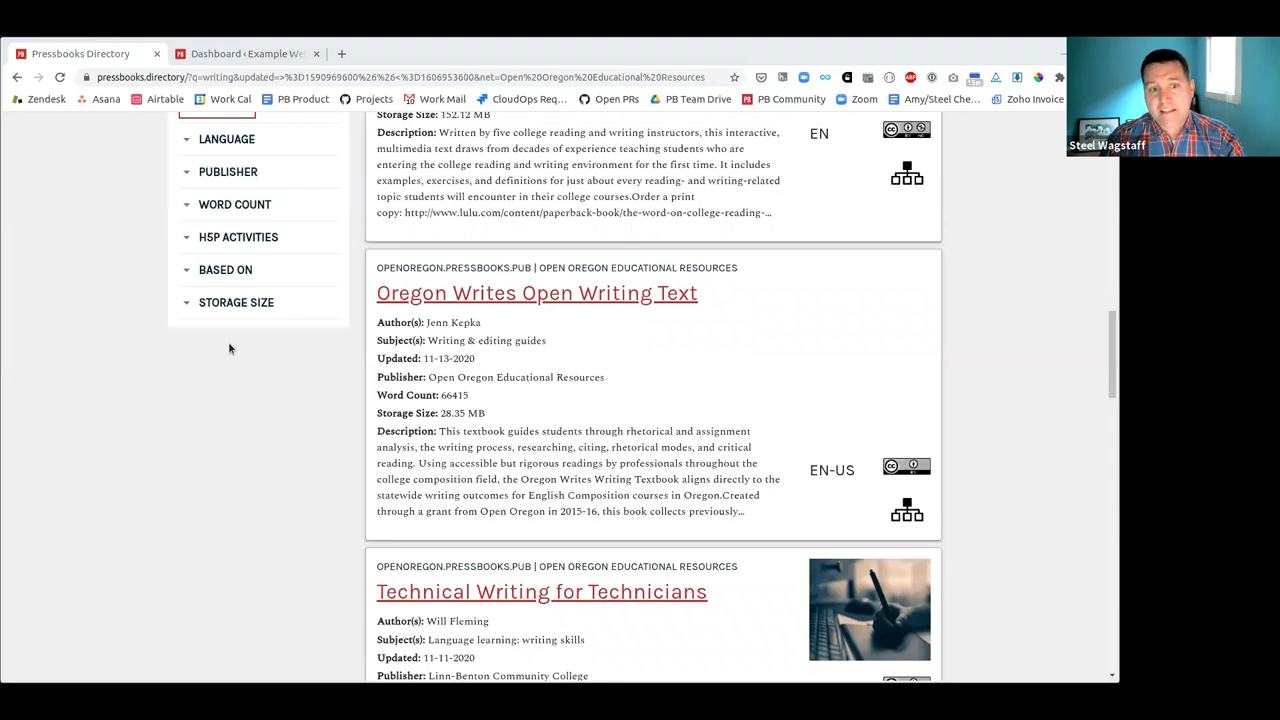 Pressbooks Directory
Dashboard ‹ Example We
pressbooks.directory/?q=writing&updated=>%3D1590969600%26%26<%3D1606953600&net=Open%20Oregon%20Educational%20Resources
Zendesk Asana Airtable Work Cal PB Product Projects Work Mail CloudOps Req... Open PRs PB Team Drive PB Community Zoom Amy/Steel Che... Zoho Invoice
Steel Wagstaff
LANGUAGE
PUBLISHER
WORD COUNT
H5P ACTIVITIES
BASED ON
STORAGE SIZE
Storage Size: 152.12 MB
Description: Written by five college reading and writing instructors, this interactive,
multimedia text draws from decades of experience teaching students who are
entering the college reading and writing environment for the first time. It includes
examples, exercises, and definitions for just about every reading- and writing-related
topic students will encounter in their college courses.Order a print
copy: http://www.lulu.com/content/paperback-book/the-word-on-college-reading-...
EN
OPENOREGON.PRESSBOOKS.PUB | OPEN OREGON EDUCATIONAL RESOURCES
Oregon Writes Open Writing Text
Author(s): Jenn Kepka
Subject(s): Writing & editing guides
Updated: 11-13-2020
Publisher: Open Oregon Educational Resources
Word Count: 66415
Storage Size: 28.35 MB
Description: This textbook guides students through rhetorical and assignment
analysis, the writing process, researching, citing, rhetorical modes, and critical
reading. Using accessible but rigorous readings by professionals throughout the
college composition field, the Oregon Writes Writing Textbook aligns directly to the
statewide writing outcomes for English Composition courses in Oregon.Created
through a grant from Open Oregon in 2015-16, this book collects previously...
EN-US
OPENOREGON.PRESSBOOKS.PUB | OPEN OREGON EDUCATIONAL RESOURCES
Technical Writing for Technicians
Author(s): Will Fleming
Subject(s): Language learning: writing skills
Updated: 11-11-2020
Publisher: Linn-Benton Community College